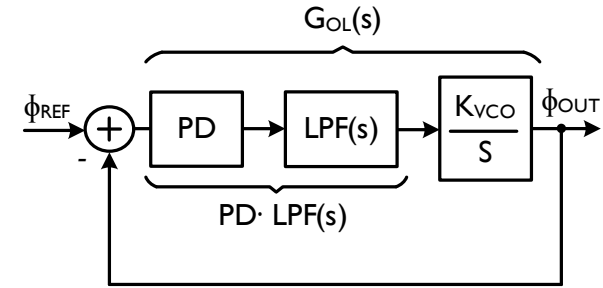 GOL(s)
ϕREF
+
-
PD
LPF(s)
KVCO
S
ϕOUT
PD· LPF(s)